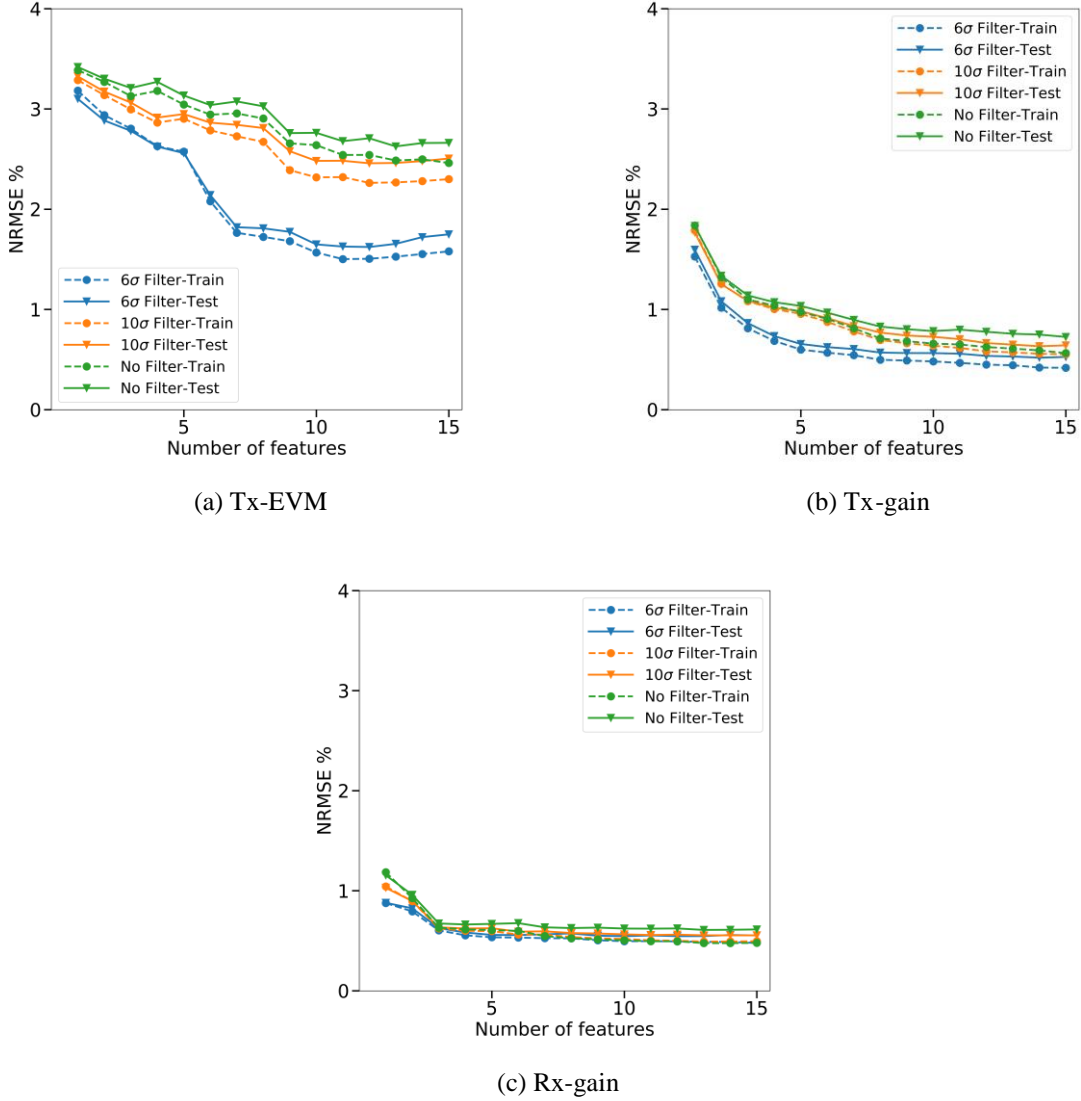 4
3
2
1
0
NRMSE %
6σ Filter-Train
6σ Filter-Test
10σ Filter-Train
10σ Filter-Test
No Filter-Train
No Filter-Test
5
10
15
Number of features
(a) Tx-EVM
4
3
2
1
0
NRMSE %
6σ Filter-Train
6σ Filter-Test
10σ Filter-Train
10σ Filter-Test
No Filter-Train
No Filter-Test
5
10
15
Number of features
(b) Tx-gain
4
3
2
1
0
NRMSE %
6σ Filter-Train
6σ Filter-Test
10σ Filter-Train
10σ Filter-Test
No Filter-Train
No Filter-Test
5
10
15
Number of features
(c) Rx-gain